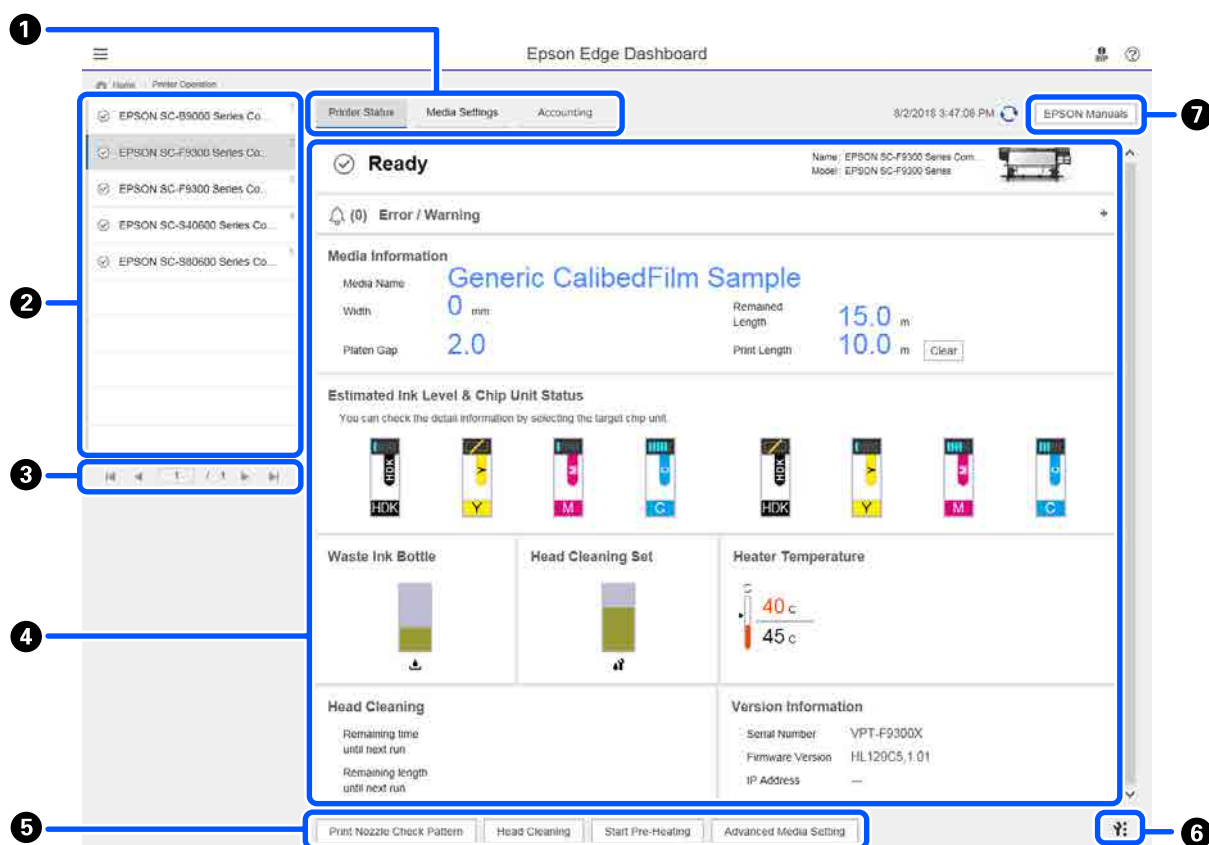 1
Epson Edge Dashboard
Home Printer Operation
EPSON SC-B9000 Series Co...
EPSON SC-F9300 Series Co...
EPSON SC-F9300 Series Co...
EPSON SC-S40600 Series Co...
EPSON SC-S80600 Series Co...
2
3
1 / 1
Printer Status Media Settings Accounting
8/2/2018 3:47:06 PM
EPSON Manuals
7
Ready
Name : EPSON SC-F9300 Series Com...
Model : EPSON SC-F9300 Series
(0) Error / Warning
+
Media Information
Media Name Generic CalibedFilm Sample
Width 0 mm
Remained Length 15.0 m
Platen Gap 2.0
Print Length 10.0 m Clear
Estimated Ink Level & Chip Unit Status
You can check the detail information by selecting the target chip unit.
HDK Y M C HDK Y M C
HDK Y M C HDK Y M C
4
Waste Ink Bottle
Head Cleaning Set
Heater Temperature
40 c
45 c
Head Cleaning
Remaining time
until next run
Remaining length
until next run
Version Information
Serial Number VPT-F9300X
Firmware Version HL129C5,1.01
IP Address ---
5
Print Nozzle Check Pattern Head Cleaning Start Pre-Heating Advanced Media Setting
6